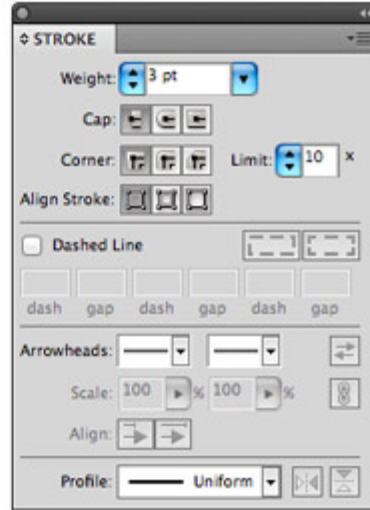 STROKE
Weight: 3 pt
Cap:
Corner: Limit: 10 x
Align Stroke:
Dashed Line
dash gap dash gap dash gap
Arrowheads:
Scale: 100 % 100 %
Align:
Profile: Uniform